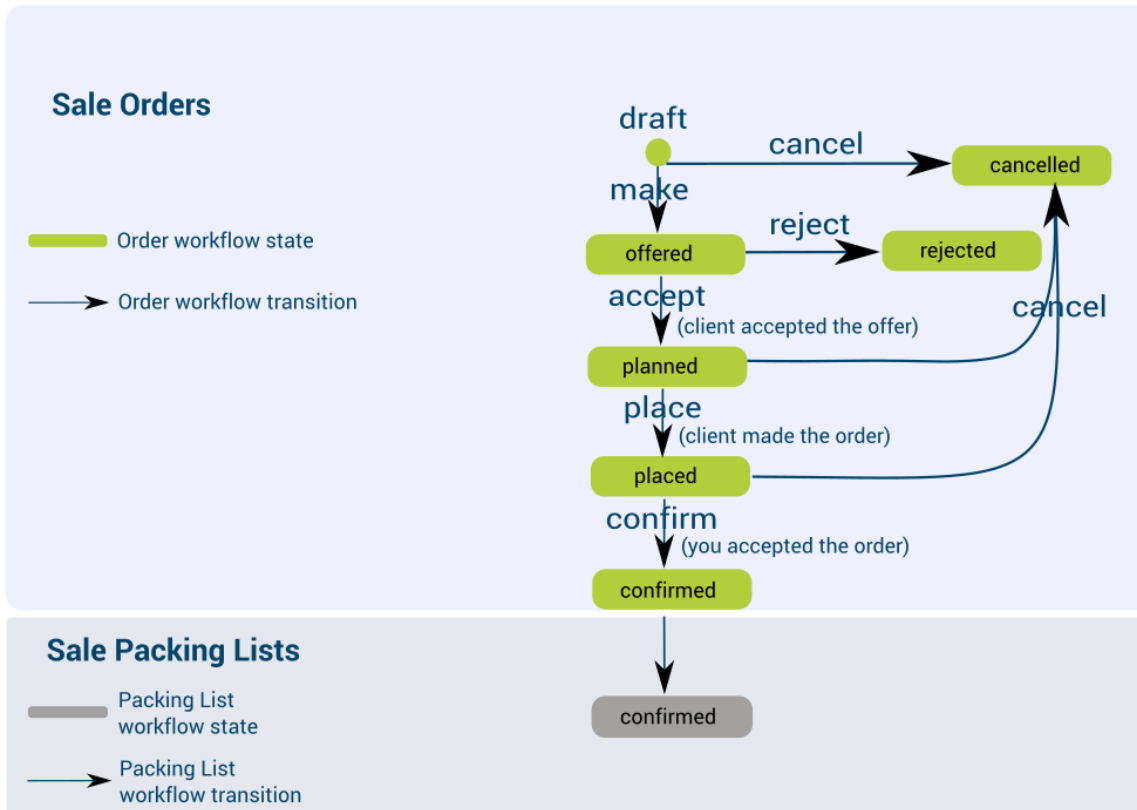 Sale Orders
draft
cancel
cancelled
make
Order workflow state
reject
offered
rejected
accept
Order workflow transition
cancel
(client accepted the offer)
planned
place
(client made the order)
placed
confirm
(you accepted the order)
confirmed
Sale Packing Lists
Packing List
workflow state
confirmed
Packing List
workflow transition